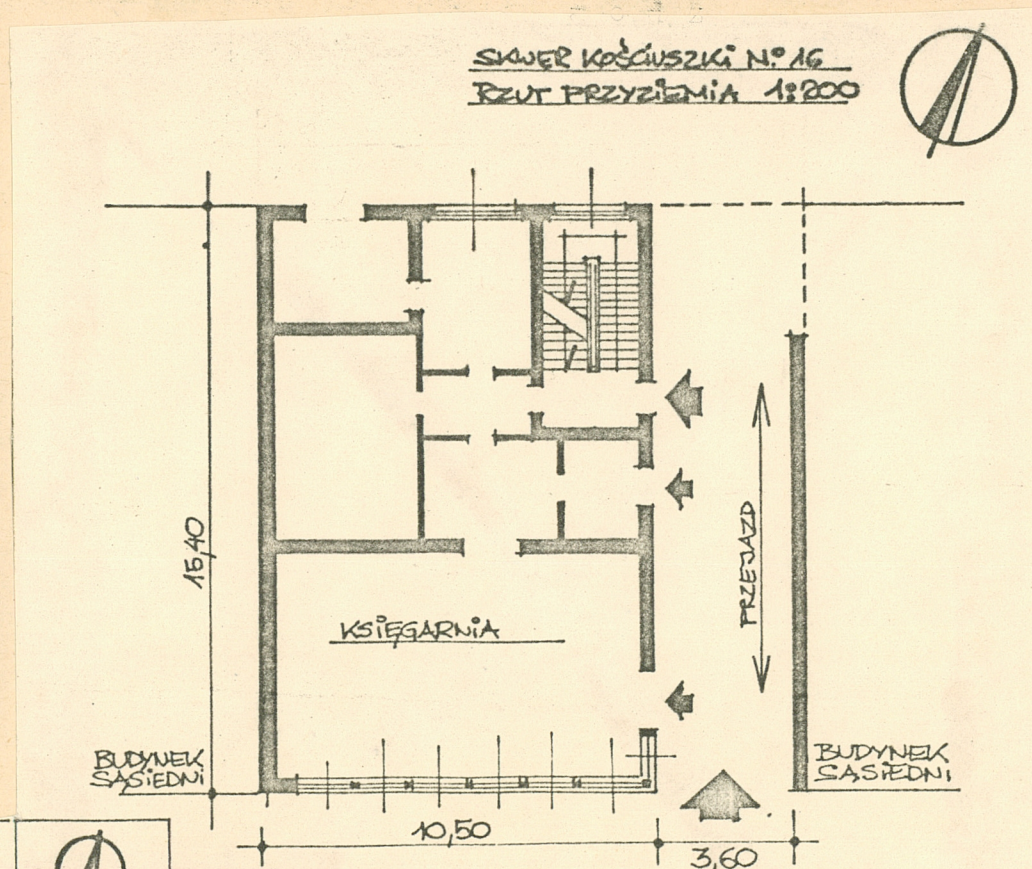 SKWER KOŚCIUSZKI N.º 16
RZUT PRZYZIEMIA 1:200
15,40
PRZEJAZD
KSIĘGARNIA
BUDYNEK
SĄSIEDNI
BUDYNEK
SĄSIEDNI
10,50
3,60